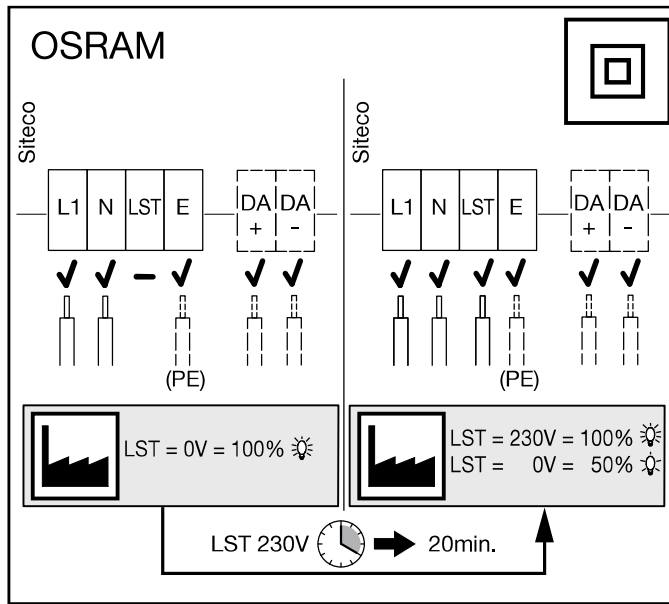 OSRAM
Siteco
L1 N LST E DA + DA -
(PE)
LST = 0V = 100%
Siteco
L1 N LST E DA + DA -
(PE)
LST = 230V = 100%
LST = 0V = 50%
LST 230V 20min.